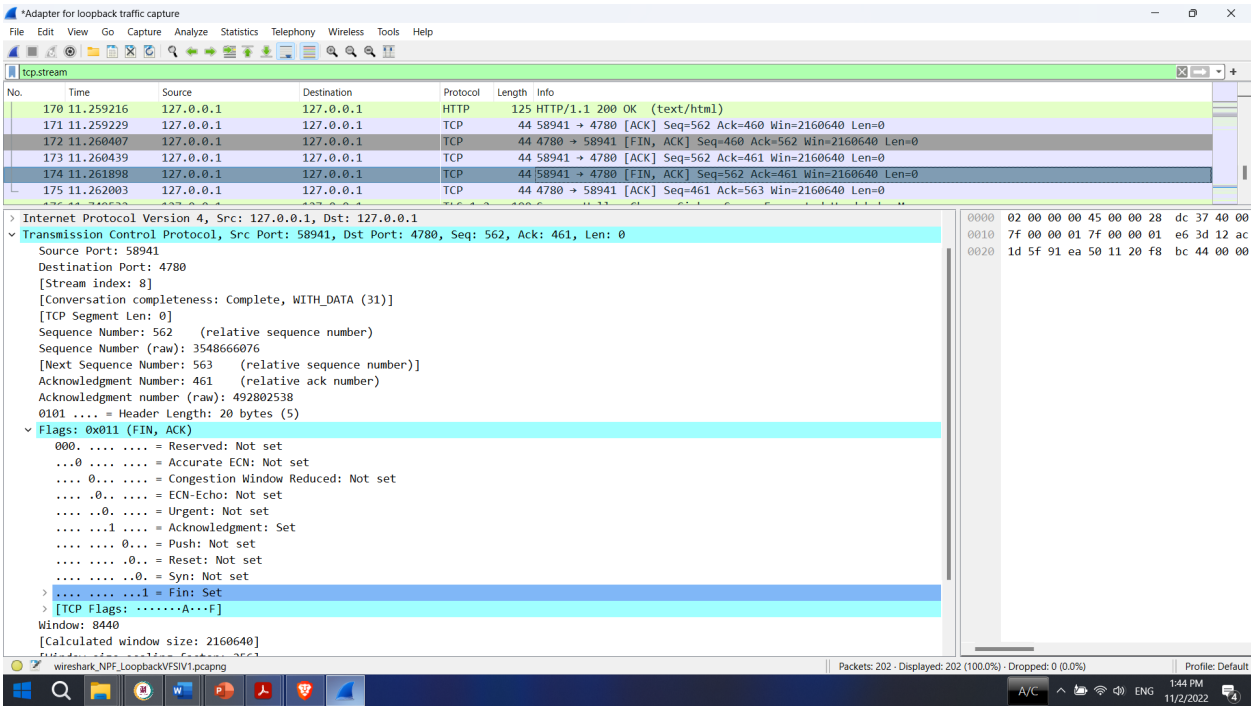 *Adapter for loopback traffic capture
File Edit View Go Capture Analyze Statistics Telephony Wireless Tools Help
tcp.stream
No. Time Source Destination Protocol Length Info
170 11.259216 127.0.0.1 127.0.0.1 HTTP 125 HTTP/1.1 200 OK (text/html)
171 11.259229 127.0.0.1 127.0.0.1 TCP 44 58941 → 4780 [ACK] Seq=562 Ack=460 Win=2160640 Len=0
172 11.260407 127.0.0.1 127.0.0.1 TCP 44 4780 → 58941 [FIN, ACK] Seq=460 Ack=562 Win=2160640 Len=0
173 11.260439 127.0.0.1 127.0.0.1 TCP 44 58941 → 4780 [ACK] Seq=562 Ack=461 Win=2160640 Len=0
174 11.261898 127.0.0.1 127.0.0.1 TCP 44 58941 → 4780 [FIN, ACK] Seq=562 Ack=461 Win=2160640 Len=0
175 11.262003 127.0.0.1 127.0.0.1 TCP 44 4780 → 58941 [ACK] Seq=461 Ack=563 Win=2160640 Len=0
Internet Protocol Version 4, Src: 127.0.0.1, Dst: 127.0.0.1
Transmission Control Protocol, Src Port: 58941, Dst Port: 4780, Seq: 562, Ack: 461, Len: 0
Source Port: 58941
Destination Port: 4780
[Stream index: 8]
[Conversation completeness: Complete, WITH_DATA (31)]
[TCP Segment Len: 0]
Sequence Number: 562 (relative sequence number)
Sequence Number (raw): 3548666076
[Next Sequence Number: 563 (relative sequence number)]
Acknowledgment Number: 461 (relative ack number)
Acknowledgment number (raw): 492802538
0101 .... = Header Length: 20 bytes (5)
Flags: 0x011 (FIN, ACK)
000. .... .... = Reserved: Not set
...0 .... .... = Accurate ECN: Not set
.... 0... .... = Congestion Window Reduced: Not set
.... .0.. .... = ECN-Echo: Not set
.... ..0. .... = Urgent: Not set
.... ...1 .... = Acknowledgment: Set
.... .... 0... = Push: Not set
.... .... .0.. = Reset: Not set
.... .... ..0. = Syn: Not set
.... .... ...1 = Fin: Set
[TCP Flags: ·······A···F]
Window: 8440
[Calculated window size: 2160640]
0000 02 00 00 00 45 00 00 28 dc 37 40 00
0010 7f 00 00 01 7f 00 00 01 e6 3d 12 ac
0020 1d 5f 91 ea 50 11 20 f8 bc 44 00 00
wireshark_NPF_LoopbackVFSIV1.pcapng Packets: 202 · Displayed: 202 (100.0%) · Dropped: 0 (0.0%) Profile: Default
A/C ENG 1:44 PM
11/2/2022 4